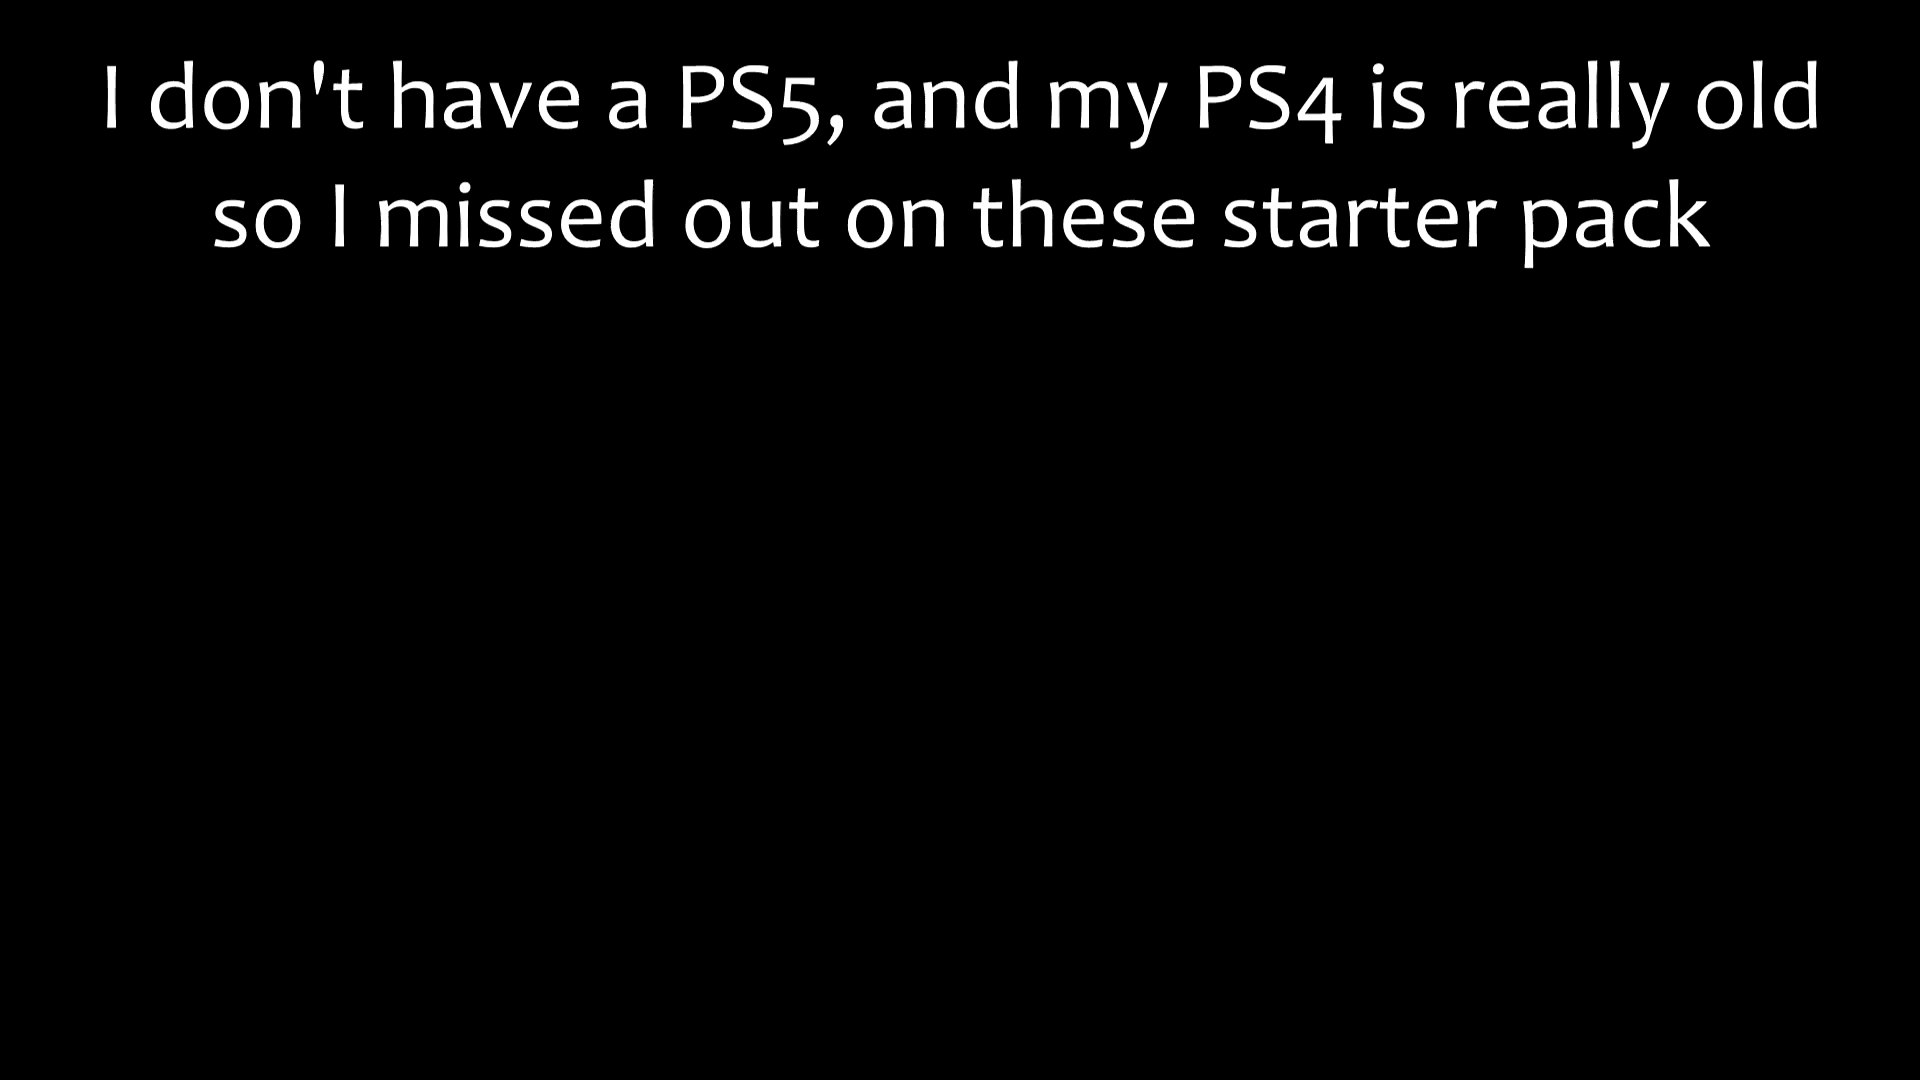 I don't have a PS5, and my PS4 is really old
so I missed out on these starter pack